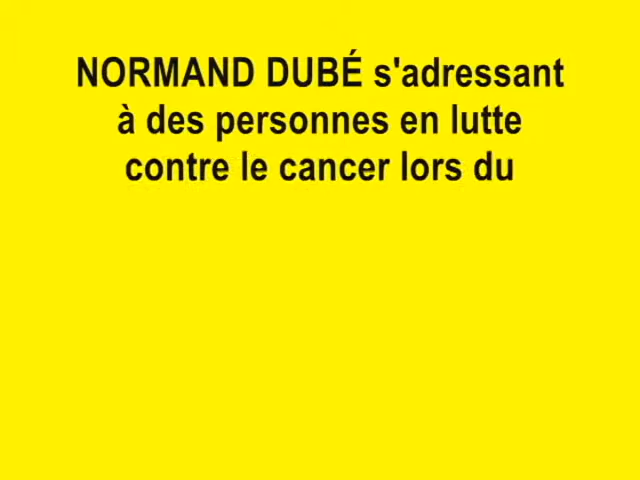 NORMAND DUBÉ s'adressant
à des personnes en lutte
contre le cancer lors du